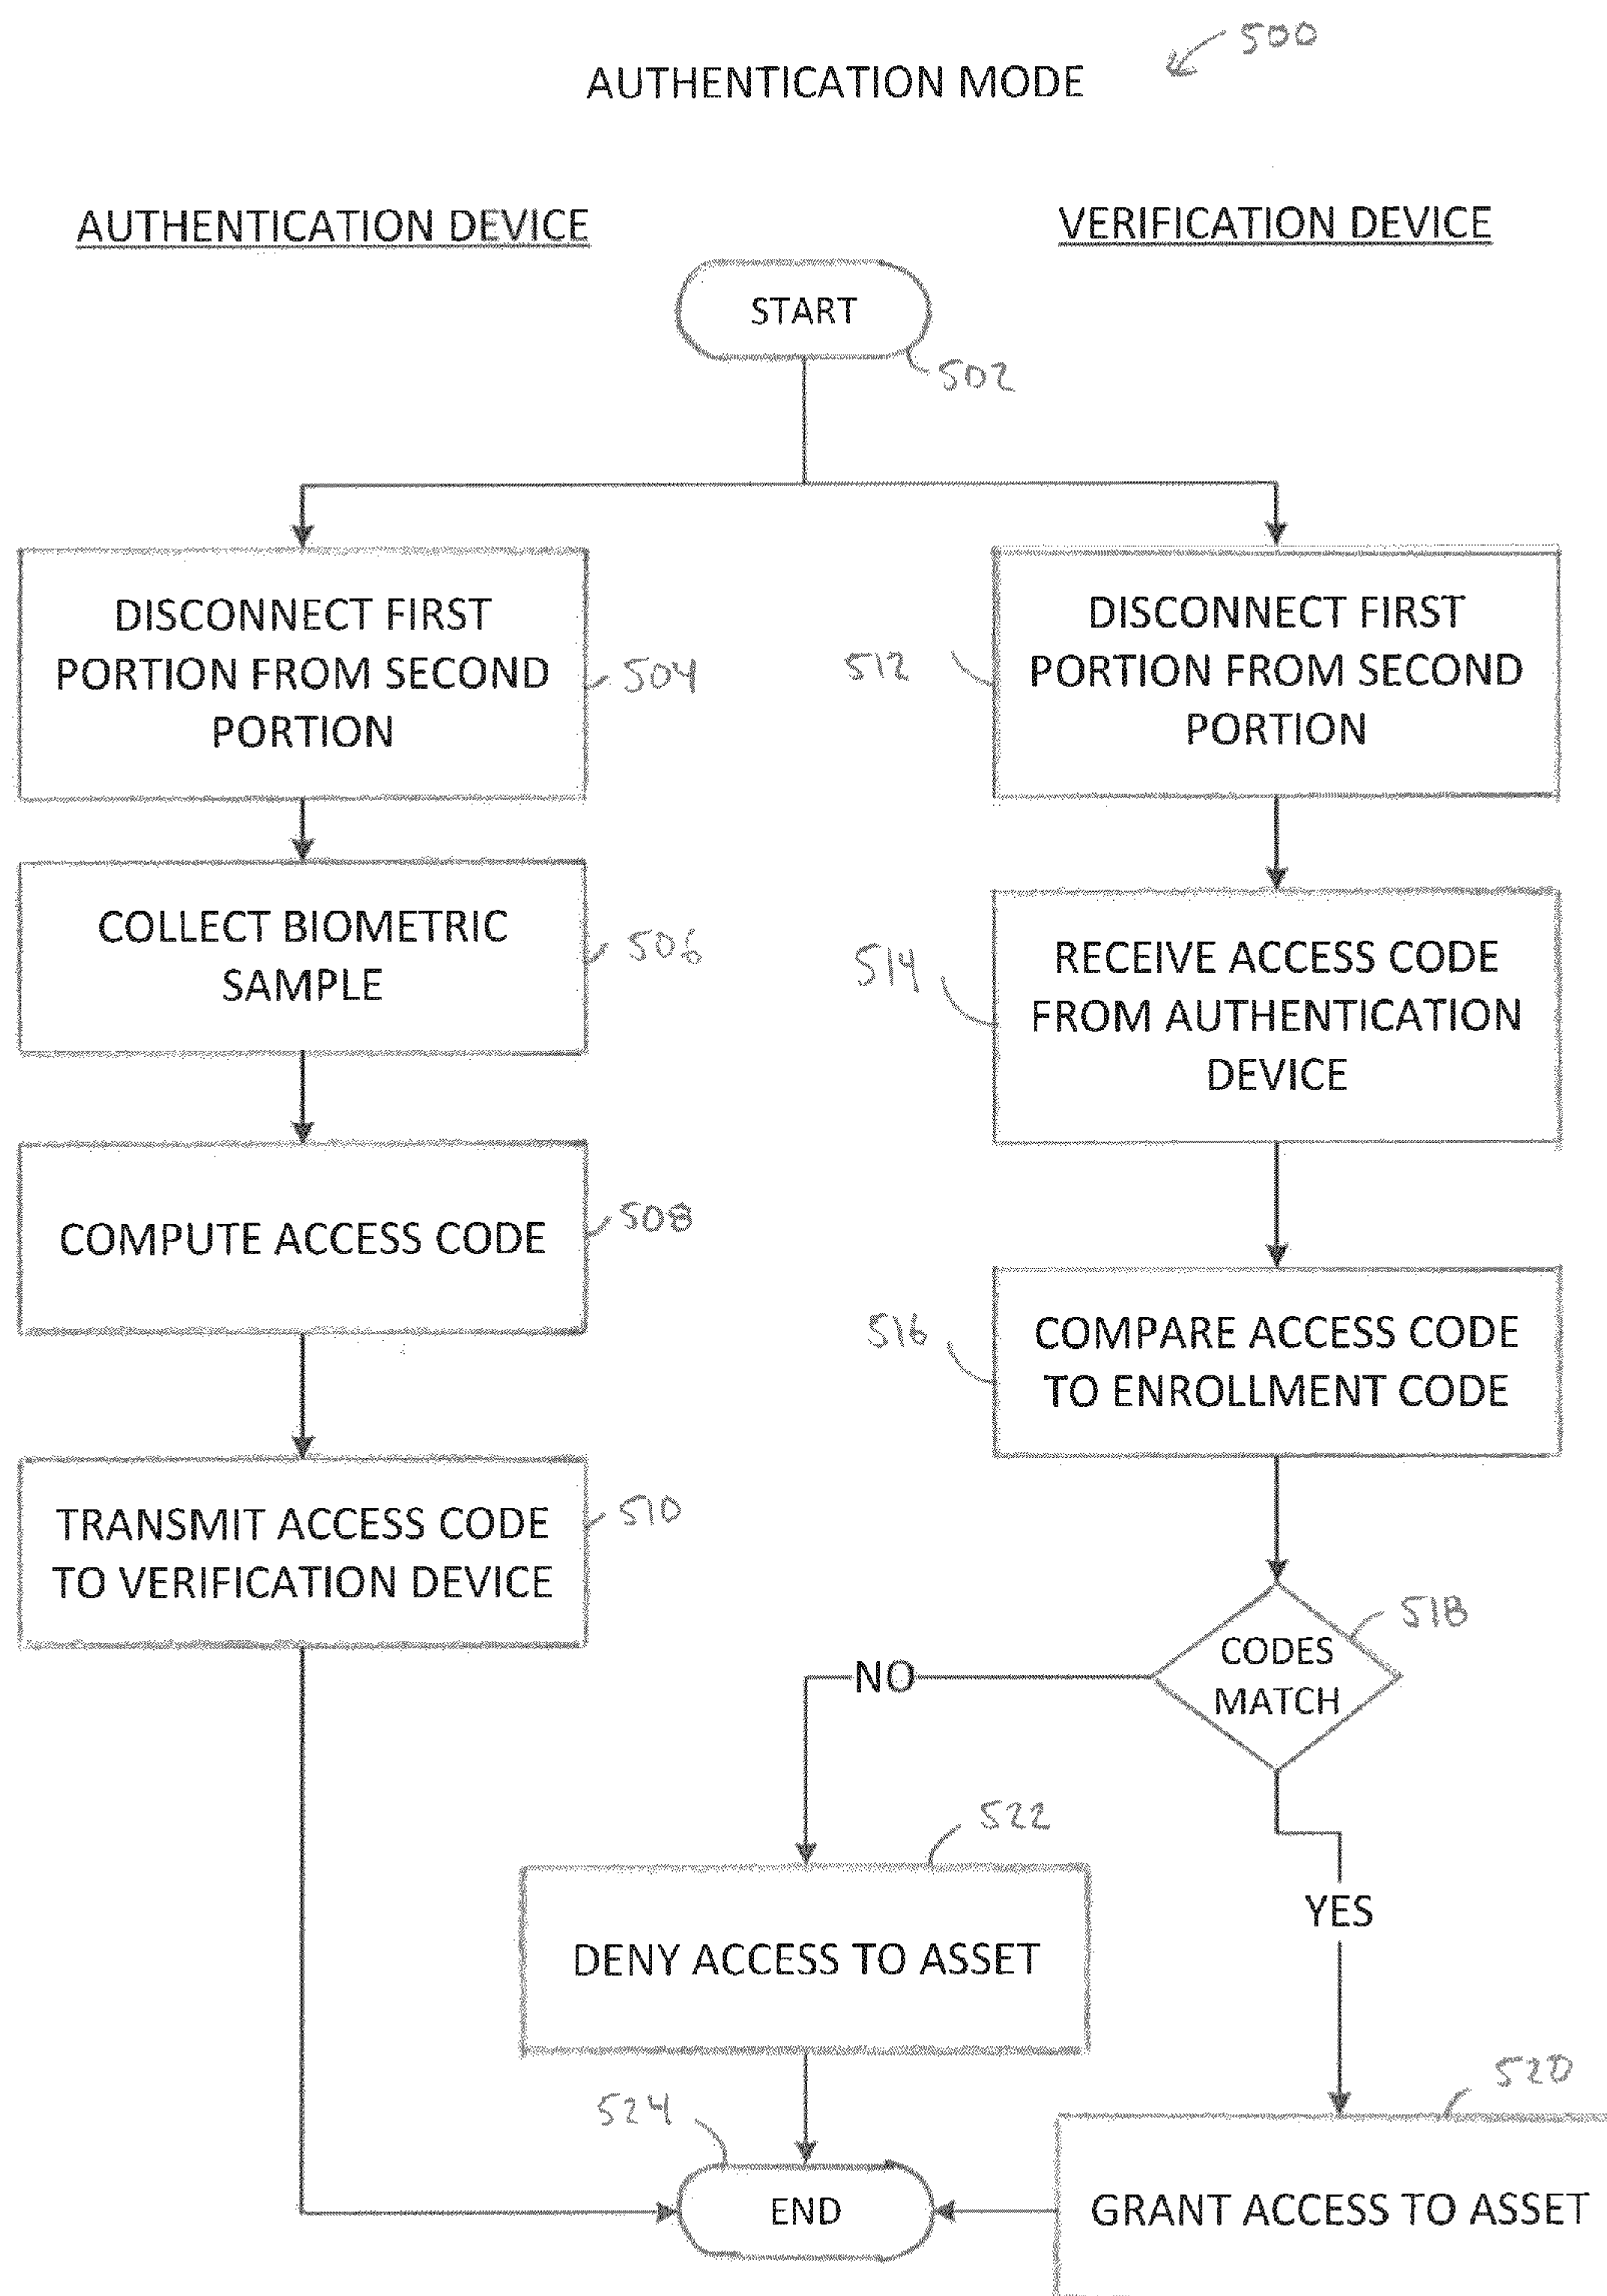 500
AUTHENTICATION MODE
AUTHENTICATION DEVICE
VERIFICATION DEVICE
START
502
DISCONNECT FIRST
PORTION FROM SECOND
PORTION
504
512
DISCONNECT FIRST
PORTION FROM SECOND
PORTION
COLLECT BIOMETRIC
SAMPLE
506
514
RECEIVE ACCESS CODE
FROM AUTHENTICATION
DEVICE
COMPUTE ACCESS CODE
508
516
COMPARE ACCESS CODE
TO ENROLLMENT CODE
TRANSMIT ACCESS CODE
TO VERIFICATION DEVICE
510
518
CODES
MATCH
NO
522
YES
DENY ACCESS TO ASSET
520
524
END
GRANT ACCESS TO ASSET